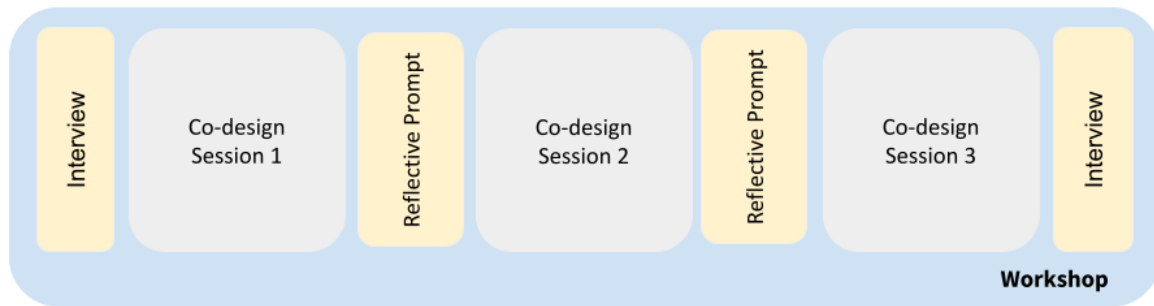 Interview
Co-design
Session 1
Reflective Prompt
Co-design
Session 2
Reflective Prompt
Co-design
Session 3
Interview
Workshop